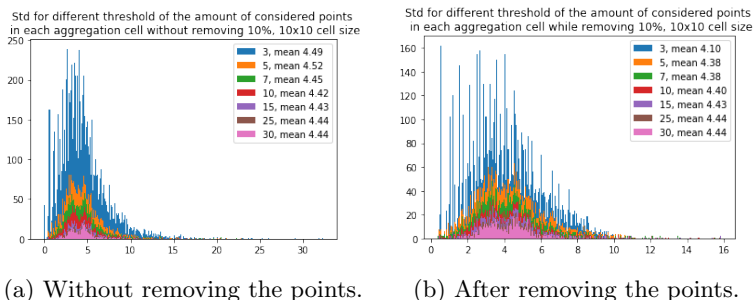 Std for different threshold of the amount of considered points
in each aggregation cell without removing 10%, 10x10 cell size
250
200
150
100
50
0
3, mean 4.49
5, mean 4.52
7, mean 4.45
10, mean 4.42
15, mean 4.43
25, mean 4.44
30, mean 4.44
0 5 10 15 20 25 30
(a) Without removing the points.
Std for different threshold of the amount of considered points
in each aggregation cell while removing 10%, 10x10 cell size
160
140
120
100
80
60
40
20
0
3, mean 4.10
5, mean 4.38
7, mean 4.38
10, mean 4.40
15, mean 4.43
25, mean 4.44
30, mean 4.44
0 2 4 6 8 10 12 14 16
(b) After removing the points.